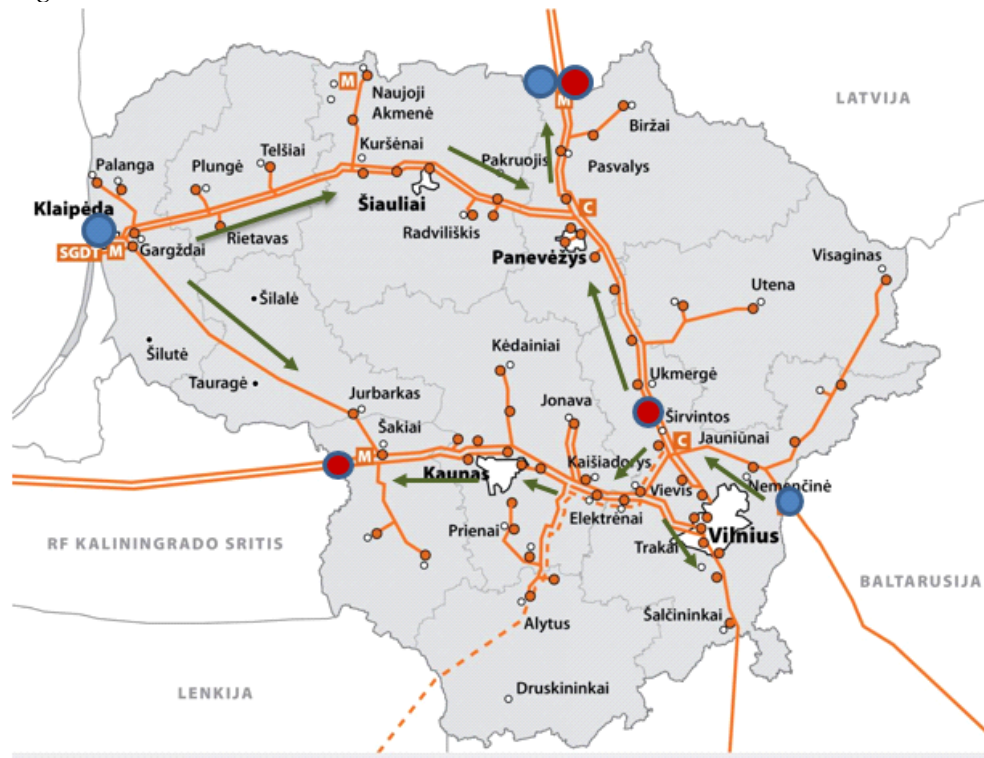 LATVIJA
M
Naujoji
Akmenė
M
Biržai
Kuršėnai
Telšiai
Plungė
Palanga
Pakruojis
Pasvalys
Klaipėda
Šiauliai
C
Radviliškis
Rietavas
SGDT
M
Gargždai
Panevėžys
Visaginas
Utena
Šilalė
Šilutė
Kėdainiai
Tauragė
Ukmergė
Jurbarkas
Jonava
Širvintos
Šakiai
C
Jauniūnai
M
Kaišiadorys
Kaunas
Nemenčinė
Vievis
Elektrėnai
Prienai
Vilnius
Trakai
RF KALININGRADO SRITIS
BALTARUSIJA
Šalčininkai
Alytus
LENKIJA
Druskininkai